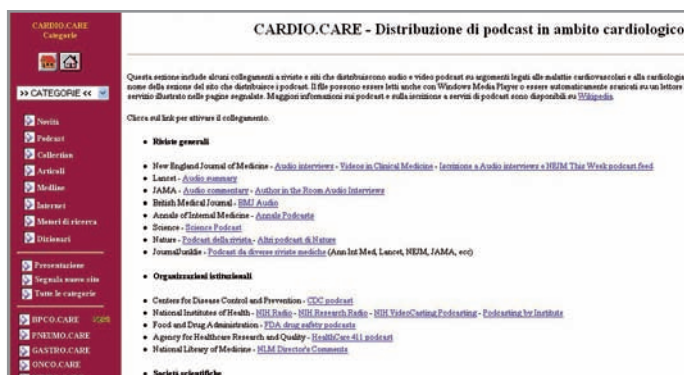 CARDIO.CARE
Categorie
>> CATEGORIE <<
Novità
Podcast
Collection
Articoli
Medline
Internet
Motori di ricerca
Dizionari
Presentazione
Segnala nuovo sito
Tutte le categorie
BPCO.CARE
PNEUMO.CARE
GASTRO.CARE
ONCO.CARE
CARDIO.CARE - Distribuzione di podcast in ambito cardiologico
Questa sezione include alcuni collegamenti a riviste e siti che distribuiscono audio e video podcast su argomenti legati alle malattie cardiovascolari e alla cardiologia
nome della sezione del sito che distribuisce i podcast. Il file possono essere letti anche con Windows Media Player o essere automaticamente scaricati su un lettore
servizio illustrato nelle pagine segnalate. Maggiori informazioni sui podcast e sulla iscrizione a servizi di podcast sono disponibili su Wikipedia.
Clicca sul link per attivare il collegamento.
• Riviste generali
• New England Journal of Medicine - Audio interviews - Videos in Clinical Medicine - Iscrizione a Audio interviews e NEJM This Week podcast feed
• Lancet - Audio summary
• JAMA - Audio commentary - Author in the Room Audio Interviews
• British Medical Journal - BMJ Audio
• Annals of Internal Medicine - Annals Podcasts
• Science - Science Podcast
• Nature - Podcast della rivista - Altri podcast di Nature
• JournalJunkie - Podcast da diverse riviste mediche (Ann Int Med, Lancet, NEJM, JAMA, ecc)
• Organizzazioni istituzionali
• Centers for Disease Control and Prevention - CDC podcast
• National Institutes of Health - NIH Radio - NIH Research Radio - NIH VideoCasting Podcasting - Podcasting by Institute
• Food and Drug Administration - FDA drug safety podcasts
• Agency for Healthcare Research and Quality - HealthCare 411 podcast
• National Library of Medicine - NLM Director's Comments
• Società scientifiche